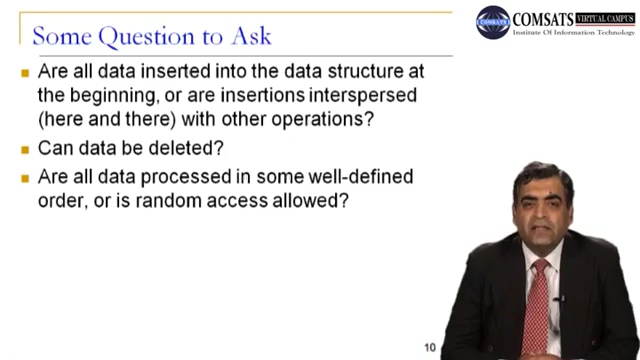 Some Question to Ask
COMSATS
COMSATS VIRTUAL CAMPUS
Institute Of Information Technology
Are all data inserted into the data structure at
the beginning, or are insertions interspersed
(here and there) with other operations?
Can data be deleted?
Are all data processed in some well-defined
order, or is random access allowed?
10